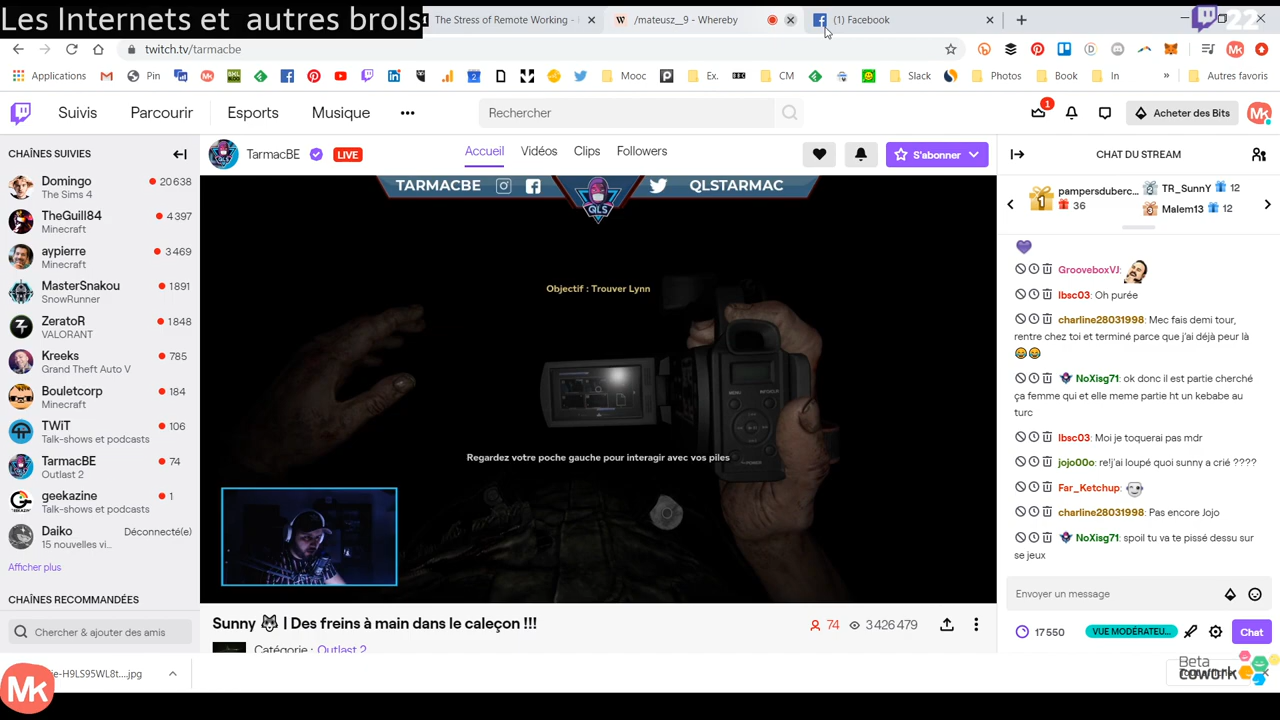 Les Internets et autres brols
The Stress of Remote Working -
/mateusz__9 - Whereby
(1) Facebook
22
twitch.tv/tarmacbe
Applications
Pin
Mooc
Ex.
CM
Slack
Photos
Book
In
»
Autres favoris
Suivis
Parcourir
Esports
Musique
•••
Rechercher
1
Acheter des Bits
CHAÎNES SUIVIES
Domingo
20 638
The Sims 4
TheGuill84
4 397
Minecraft
aypierre
3 469
Minecraft
MasterSnakou
1 891
SnowRunner
ZeratoR
1 848
VALORANT
Kreeks
785
Grand Theft Auto V
Bouletcorp
184
Minecraft
TWiT
106
Talk-shows et podcasts
TarmacBE
74
Outlast 2
geekazine
1
Talk-shows et podcasts
Daiko
Déconnecté(e)
15 nouvelles vi...
Afficher plus
CHAÎNES RECOMMANDÉES
Chercher & ajouter des amis
TarmacBE
LIVE
Accueil
Vidéos
Clips
Followers
S'abonner
TARMACBE
QLS
QLSTARMAC
Objectif : Trouver Lynn
Regardez votre poche gauche pour interagir avec vos piles
Sunny | Des freins à main dans le caleçon !!!
74
3 426 479
Catégorie : Outlast 2
CHAT DU STREAM
1
pampersduberc...
36
TR_SunnY 12
Malem13 12
GrooveboxVJ:
lbsc03: Oh purée
charline28031998: Mec fais demi tour,
rentre chez toi et terminé parce que j'ai déjà peur là
NoXisg71: ok donc il est partie cherché
ça femme qui et elle meme partie ht un kebabe au
turc
lbsc03: Moi je toquerai pas mdr
jojo00o: re!j'ai loupé quoi sunny a crié ????
Far_Ketchup:
charline28031998: Pas encore Jojo
NoXisg71: spoil tu va te pissé dessu sur
se jeux
Envoyer un message
17 550
VUE MODÉRATEU...
Chat
ie-H9LS95WL8t....jpg
MK
Beta
cowork